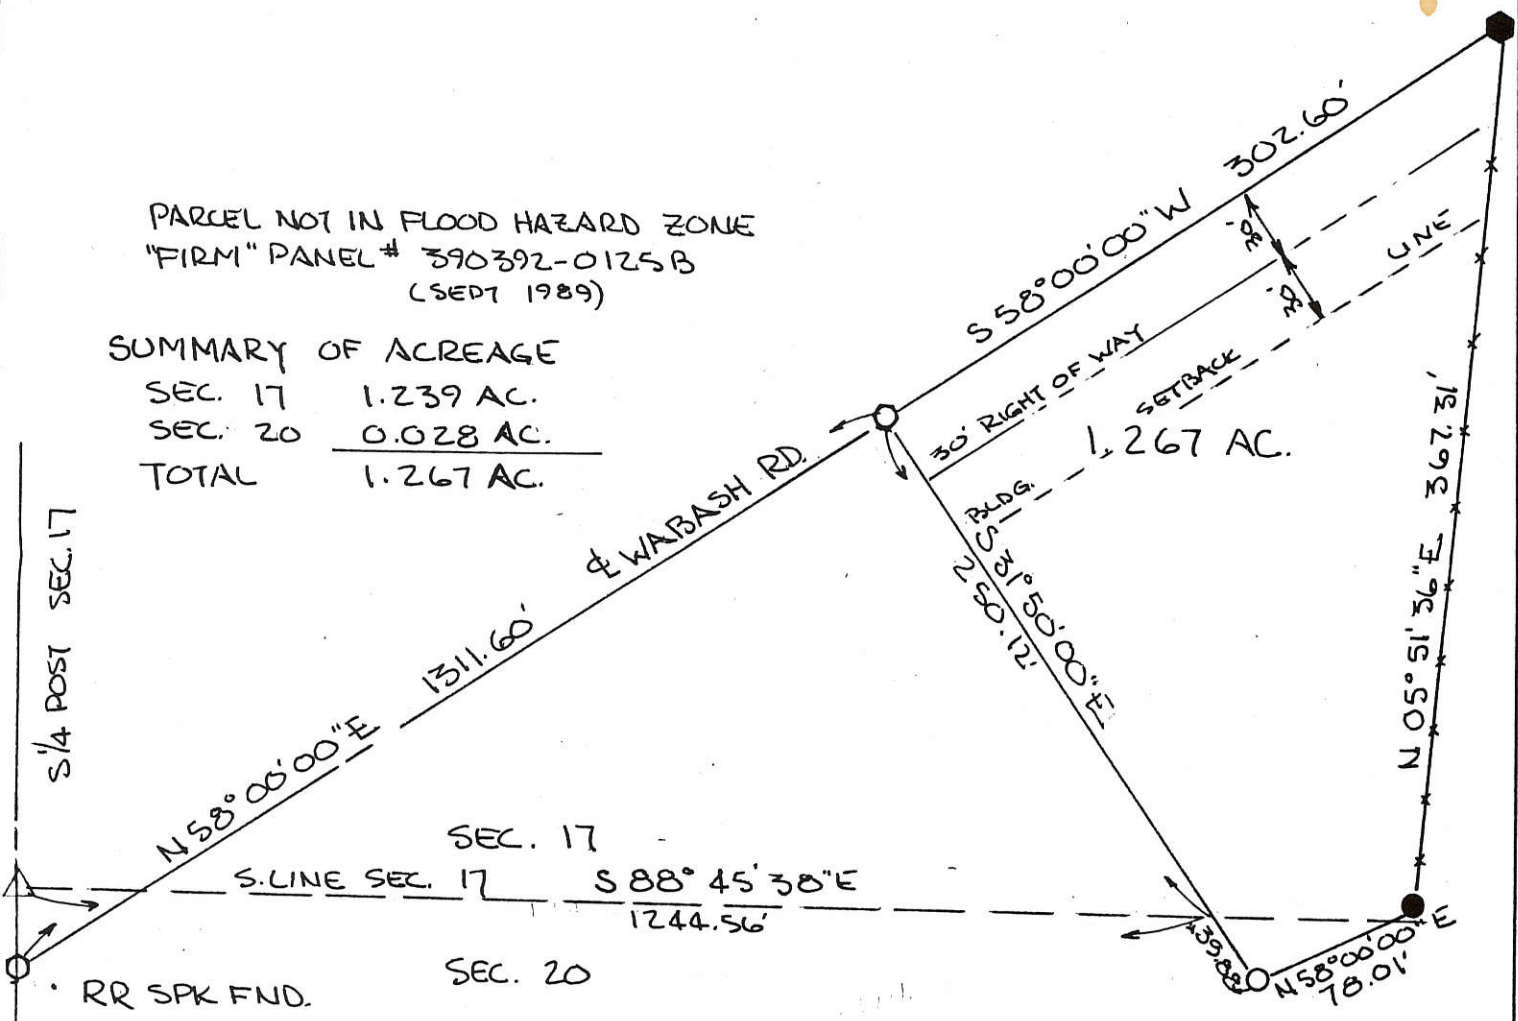 PARCEL NOT IN FLOOD HAZARD ZONE
"FIRM" PANEL # 390392-0125B
(SEPT 1989)
SUMMARY OF ACREAGE
SEC. 17 1.239 AC.
SEC. 20 0.028 AC.
TOTAL 1.267 AC.
S 58°00'00" W 302.60'
30'
30'
30' RIGHT OF WAY
BLDG. SETBACK LINE
1.267 AC.
N 05°51'36" E 362.31'
S 31°50'00" E
250.12'
℄ WABASH RD.
N 58°00'00" E 1311.60'
S 1/4 POST SEC. 17
SEC. 17
S. LINE SEC. 17 S 88° 45' 38" E
1244.56'
SEC. 20
RR SPK FND.
39.88'
N 58°00'00" E
78.01'